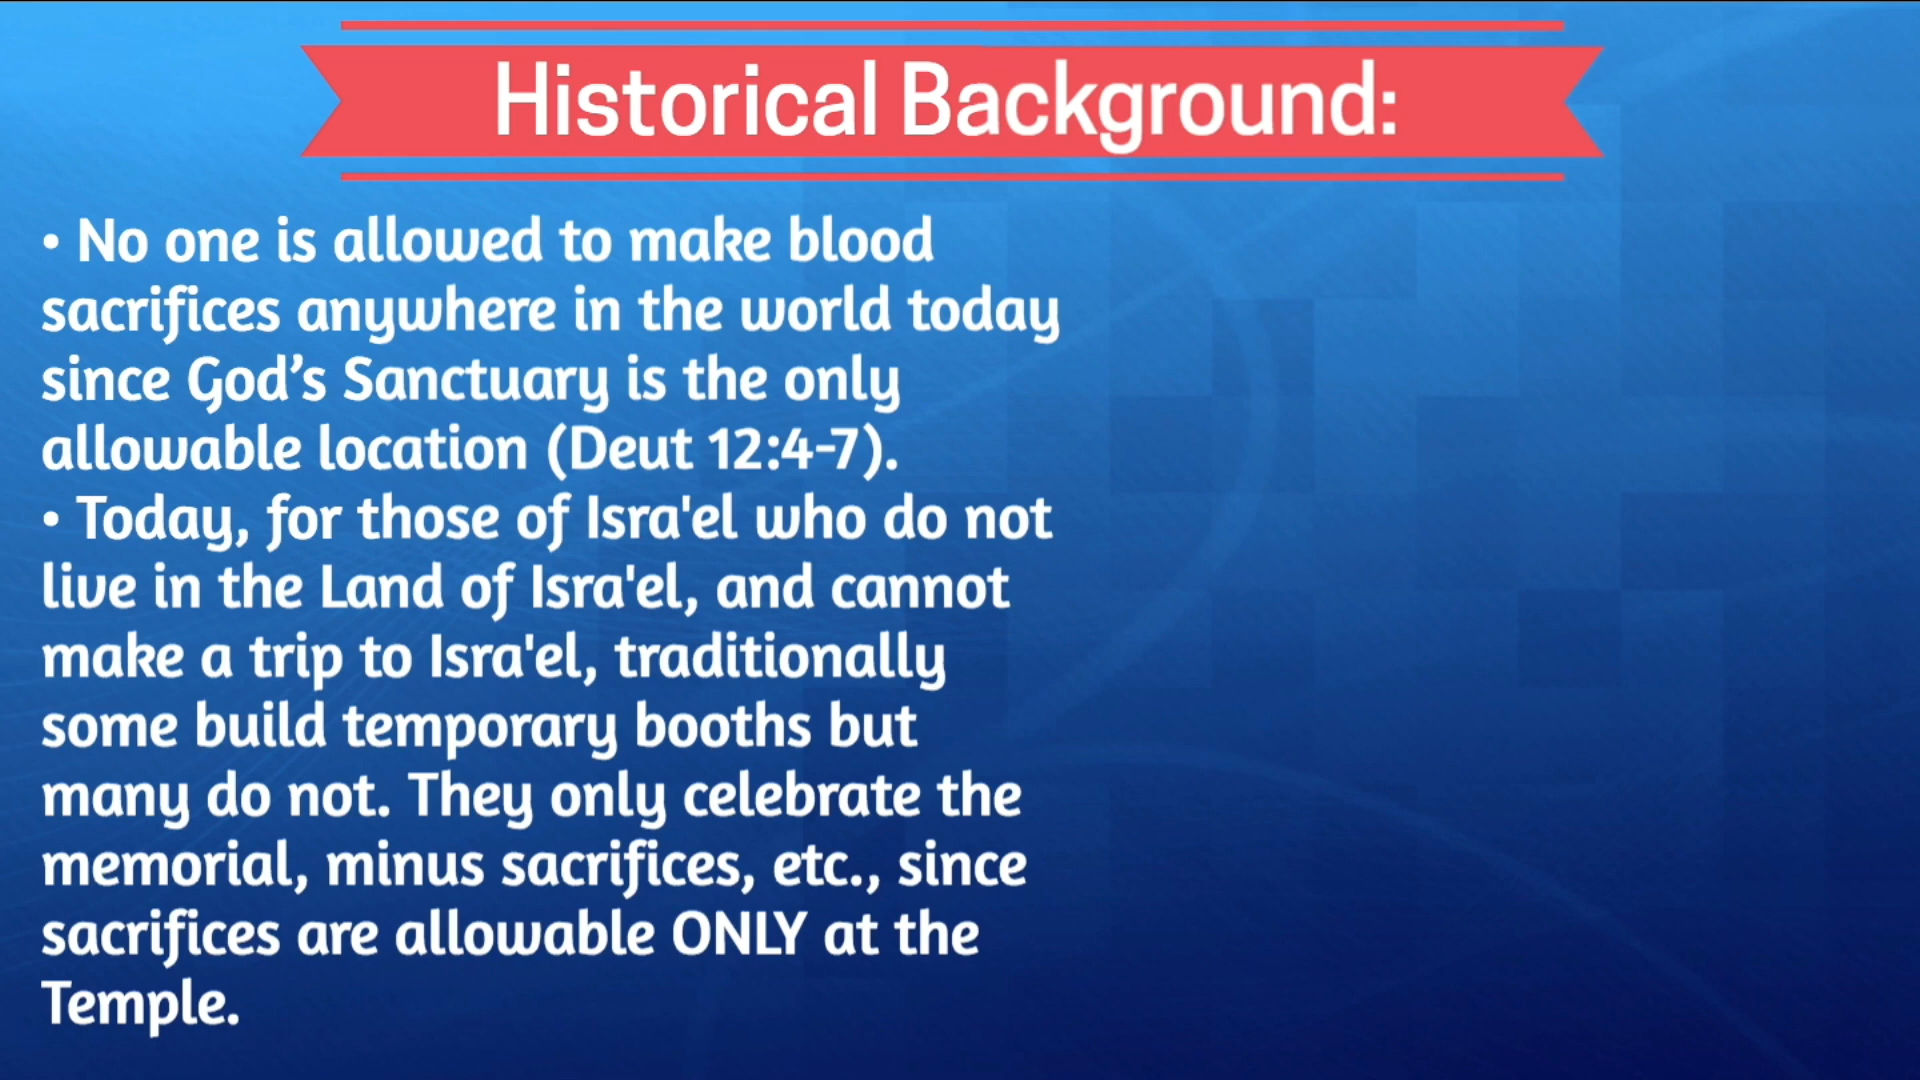 Historical Background:
• No one is allowed to make blood
sacrifices anywhere in the world today
since God’s Sanctuary is the only
allowable location (Deut 12:4-7).
• Today, for those of Isra'el who do not
live in the Land of Isra'el, and cannot
make a trip to Isra'el, traditionally
some build temporary booths but
many do not. They only celebrate the
memorial, minus sacrifices, etc., since
sacrifices are allowable ONLY at the
Temple.